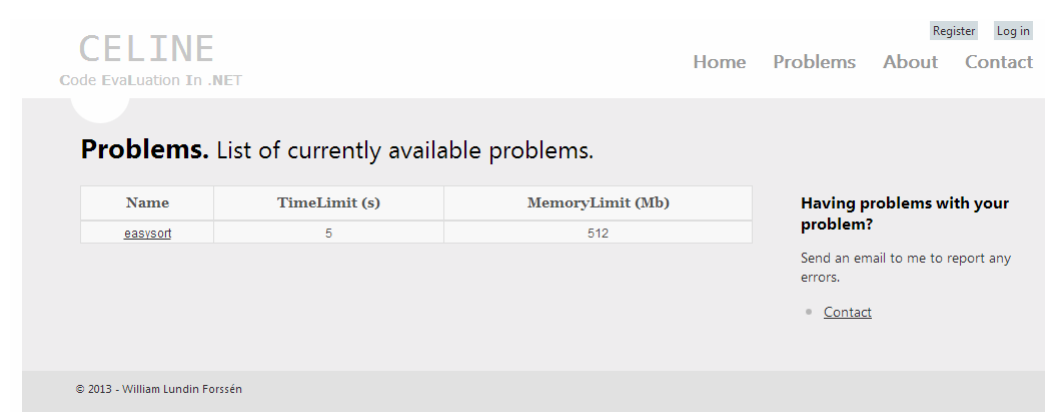 Register Log in
CELINE
Code EvaLuation In .NET
Home Problems About Contact
Problems. List of currently available problems.
Name TimeLimit (s) MemoryLimit (Mb)
easysort 5 512
Having problems with your
problem?
Send an email to me to report any
errors.
Contact
© 2013 - William Lundin Forssén